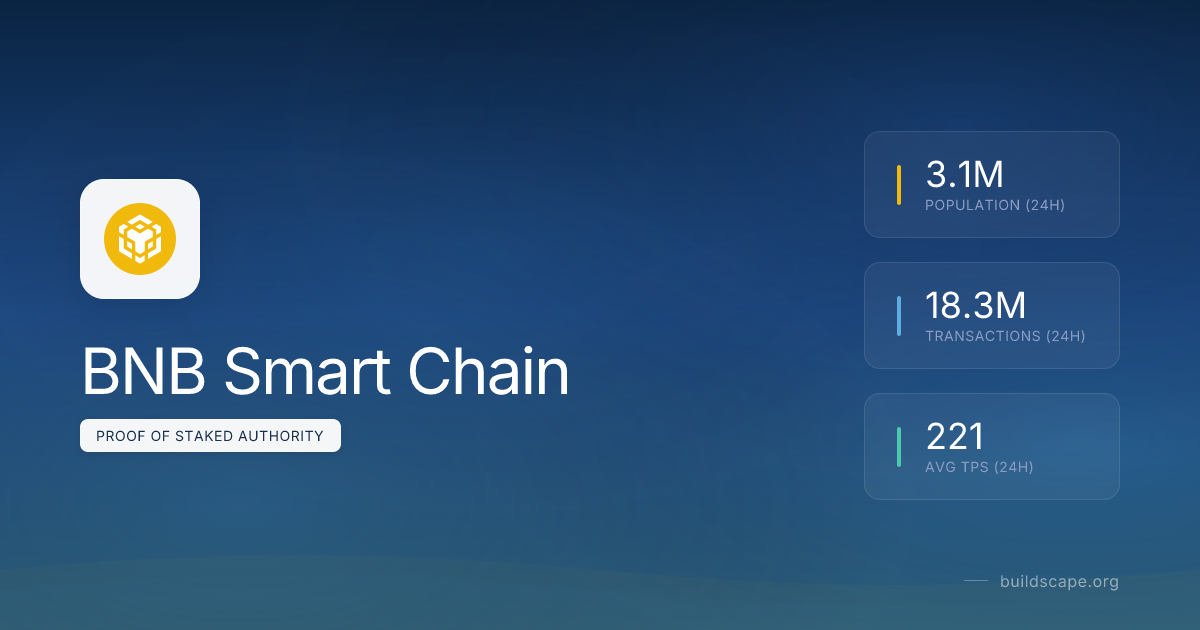 BNB Smart Chain
PROOF OF STAKED AUTHORITY
3.1M
POPULATION (24H)
18.3M
TRANSACTIONS (24H)
221
AVG TPS (24H)
buildscape.org